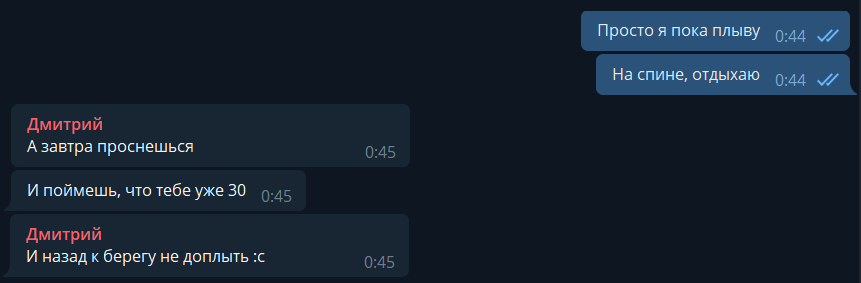 Просто я пока плыву 0:44
На спине, отдыхаю 0:44
Дмитрий
А завтра проснешься 0:45
И поймешь, что тебе уже 30 0:45
Дмитрий
И назад к берегу не доплыть :с 0:45